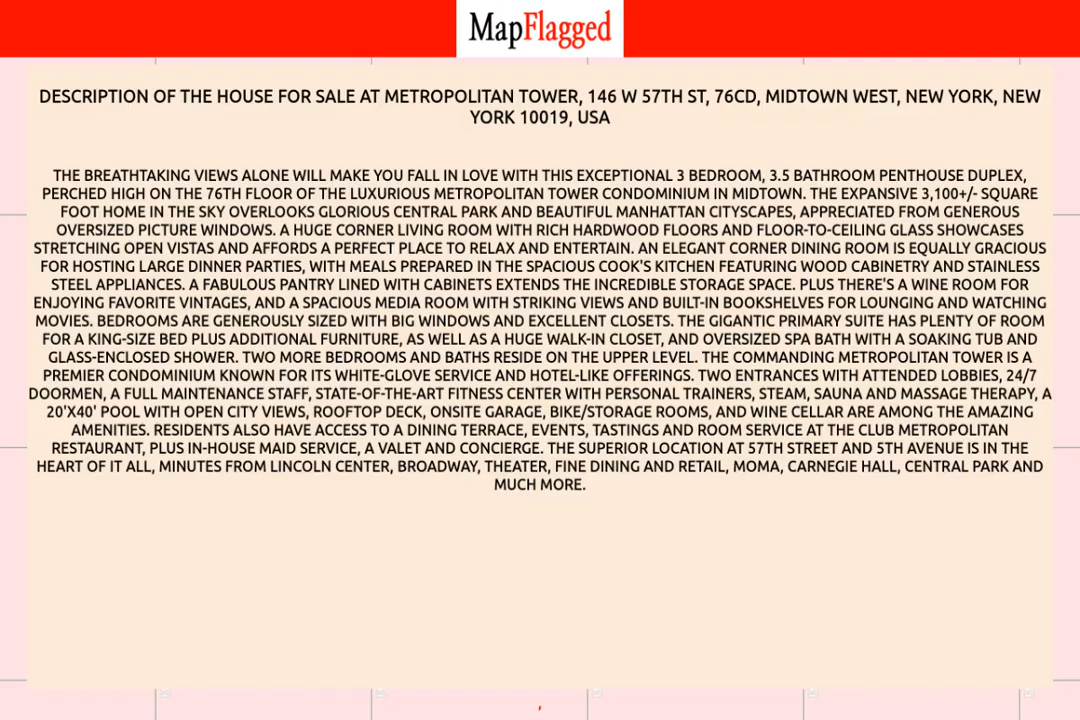 MapFlagged
DESCRIPTION OF THE HOUSE FOR SALE AT METROPOLITAN TOWER, 146 W 57TH ST, 76CD, MIDTOWN WEST, NEW YORK, NEW
YORK 10019, USA
THE BREATHTAKING VIEWS ALONE WILL MAKE YOU FALL IN LOVE WITH THIS EXCEPTIONAL 3 BEDROOM, 3.5 BATHROOM PENTHOUSE DUPLEX,
PERCHED HIGH ON THE 76TH FLOOR OF THE LUXURIOUS METROPOLITAN TOWER CONDOMINIUM IN MIDTOWN. THE EXPANSIVE 3,100+/- SQUARE
FOOT HOME IN THE SKY OVERLOOKS GLORIOUS CENTRAL PARK AND BEAUTIFUL MANHATTAN CITYSCAPES, APPRECIATED FROM GENEROUS
OVERSIZED PICTURE WINDOWS. A HUGE CORNER LIVING ROOM WITH RICH HARDWOOD FLOORS AND FLOOR-TO-CEILING GLASS SHOWCASES
STRETCHING OPEN VISTAS AND AFFORDS A PERFECT PLACE TO RELAX AND ENTERTAIN. AN ELEGANT CORNER DINING ROOM IS EQUALLY GRACIOUS
FOR HOSTING LARGE DINNER PARTIES, WITH MEALS PREPARED IN THE SPACIOUS COOK'S KITCHEN FEATURING WOOD CABINETRY AND STAINLESS
STEEL APPLIANCES. A FABULOUS PANTRY LINED WITH CABINETS EXTENDS THE INCREDIBLE STORAGE SPACE. PLUS THERE'S A WINE ROOM FOR
ENJOYING FAVORITE VINTAGES, AND A SPACIOUS MEDIA ROOM WITH STRIKING VIEWS AND BUILT-IN BOOKSHELVES FOR LOUNGING AND WATCHING
MOVIES. BEDROOMS ARE GENEROUSLY SIZED WITH BIG WINDOWS AND EXCELLENT CLOSETS. THE GIGANTIC PRIMARY SUITE HAS PLENTY OF ROOM
FOR A KING-SIZE BED PLUS ADDITIONAL FURNITURE, AS WELL AS A HUGE WALK-IN CLOSET, AND OVERSIZED SPA BATH WITH A SOAKING TUB AND
GLASS-ENCLOSED SHOWER. TWO MORE BEDROOMS AND BATHS RESIDE ON THE UPPER LEVEL. THE COMMANDING METROPOLITAN TOWER IS A
PREMIER CONDOMINIUM KNOWN FOR ITS WHITE-GLOVE SERVICE AND HOTEL-LIKE OFFERINGS. TWO ENTRANCES WITH ATTENDED LOBBIES, 24/7
DOORMEN, A FULL MAINTENANCE STAFF, STATE-OF-THE-ART FITNESS CENTER WITH PERSONAL TRAINERS, STEAM, SAUNA AND MASSAGE THERAPY, A
20'X40' POOL WITH OPEN CITY VIEWS, ROOFTOP DECK, ONSITE GARAGE, BIKE/STORAGE ROOMS, AND WINE CELLAR ARE AMONG THE AMAZING
AMENITIES. RESIDENTS ALSO HAVE ACCESS TO A DINING TERRACE, EVENTS, TASTINGS AND ROOM SERVICE AT THE CLUB METROPOLITAN
RESTAURANT, PLUS IN-HOUSE MAID SERVICE, A VALET AND CONCIERGE. THE SUPERIOR LOCATION AT 57TH STREET AND 5TH AVENUE IS IN THE
HEART OF IT ALL, MINUTES FROM LINCOLN CENTER, BROADWAY, THEATER, FINE DINING AND RETAIL, MOMA, CARNEGIE HALL, CENTRAL PARK AND
MUCH MORE.
,